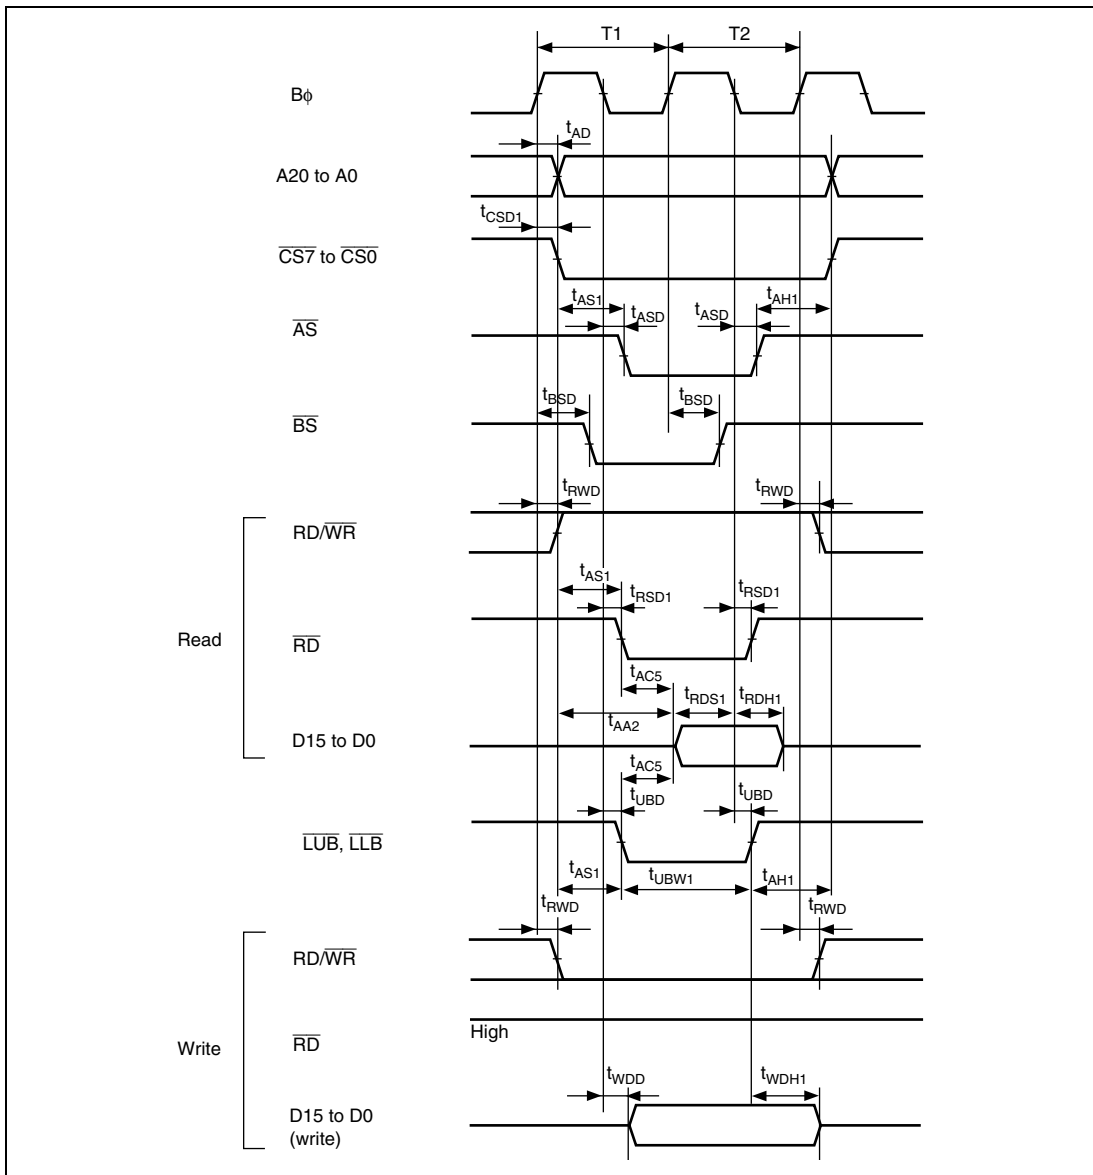 T1 T2
Bφ
tAD
A20 to A0
tCSD1
CS7 to CS0
tAS1 tAH1
tASD tASD
AS
tBSD tBSD
BS
tRWD tRWD
RD/WR
tAS1
tRSD1 tRSD1
Read
RD
tAC5
tRDS1 tRDH1
tAA2
D15 to D0
tAC5
tUBD tUBD
LUB, LLB
tAS1 tUBW1 tAH1
tRWD tRWD
RD/WR
High
Write
RD
tWDD tWDH1
D15 to D0
(write)